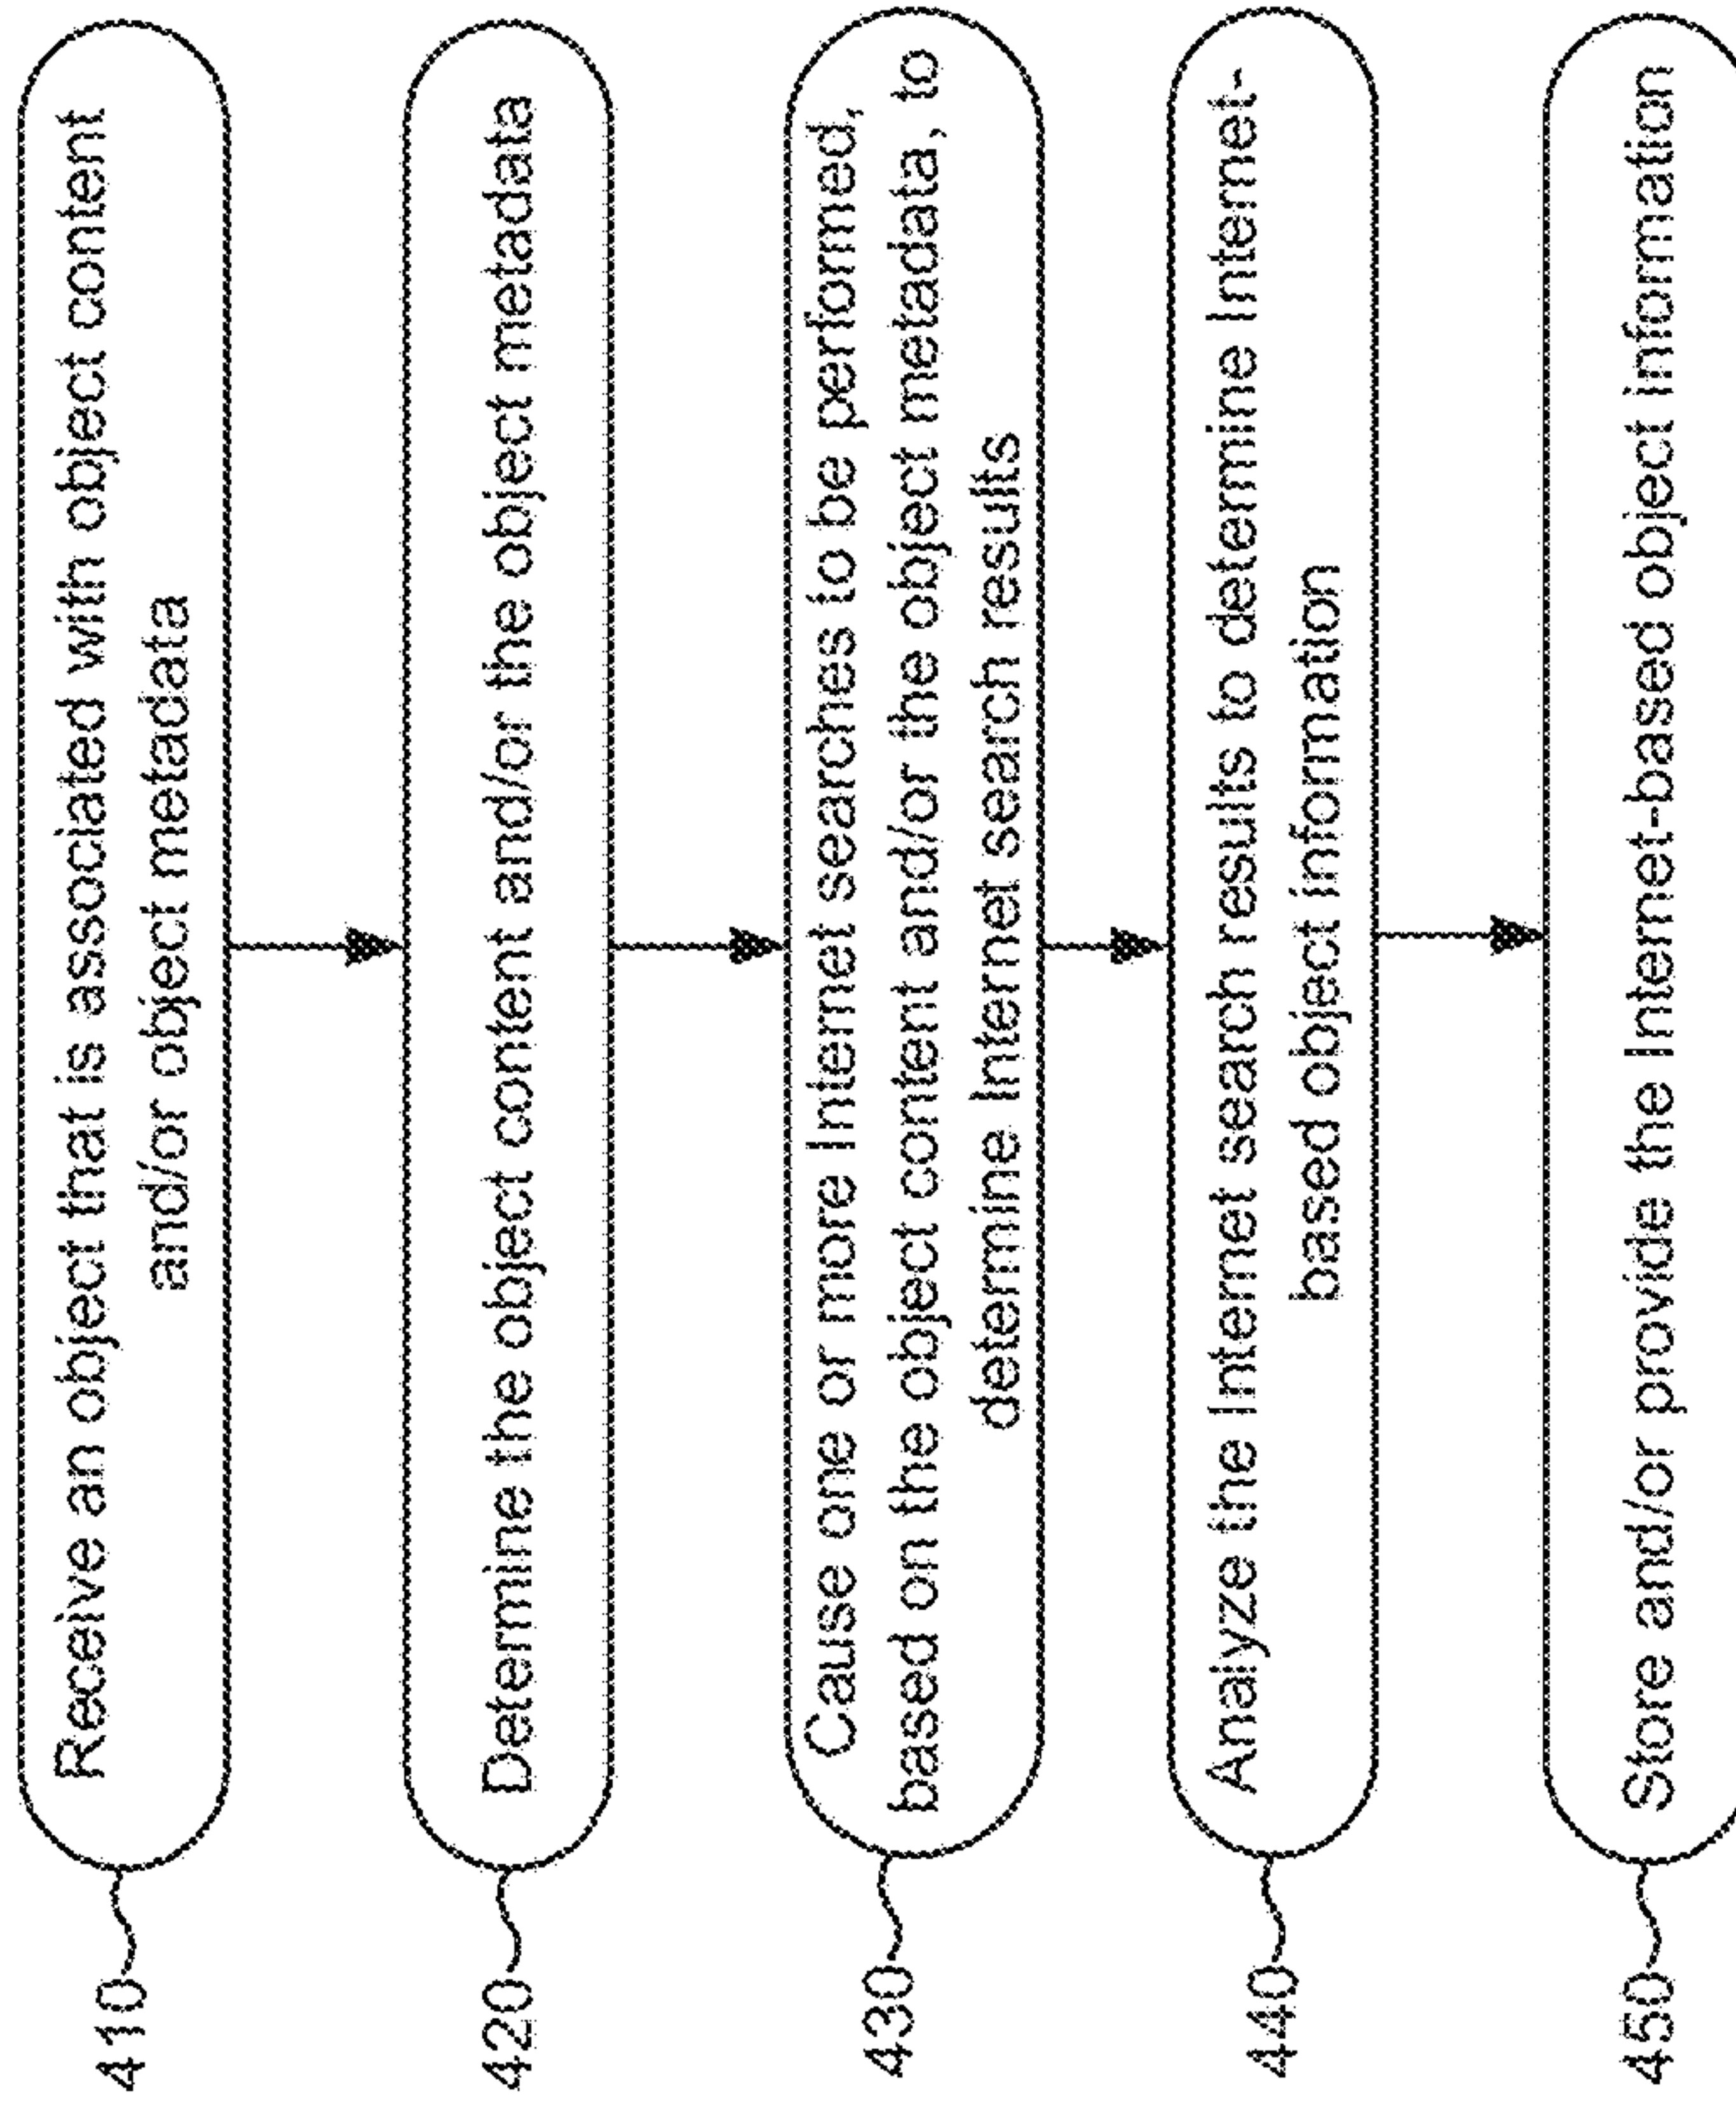 410
Receive an object that is associated with object content
and/or object metadata
420
Determine the object content and/or the object metadata
430
Cause one or more Internet searches to be performed,
based on the object content and/or the object metadata, to
determine Internet search results
440
Analyze the Internet search results to determine Internet-
based object information
450
Store and/or provide the Internet-based object information